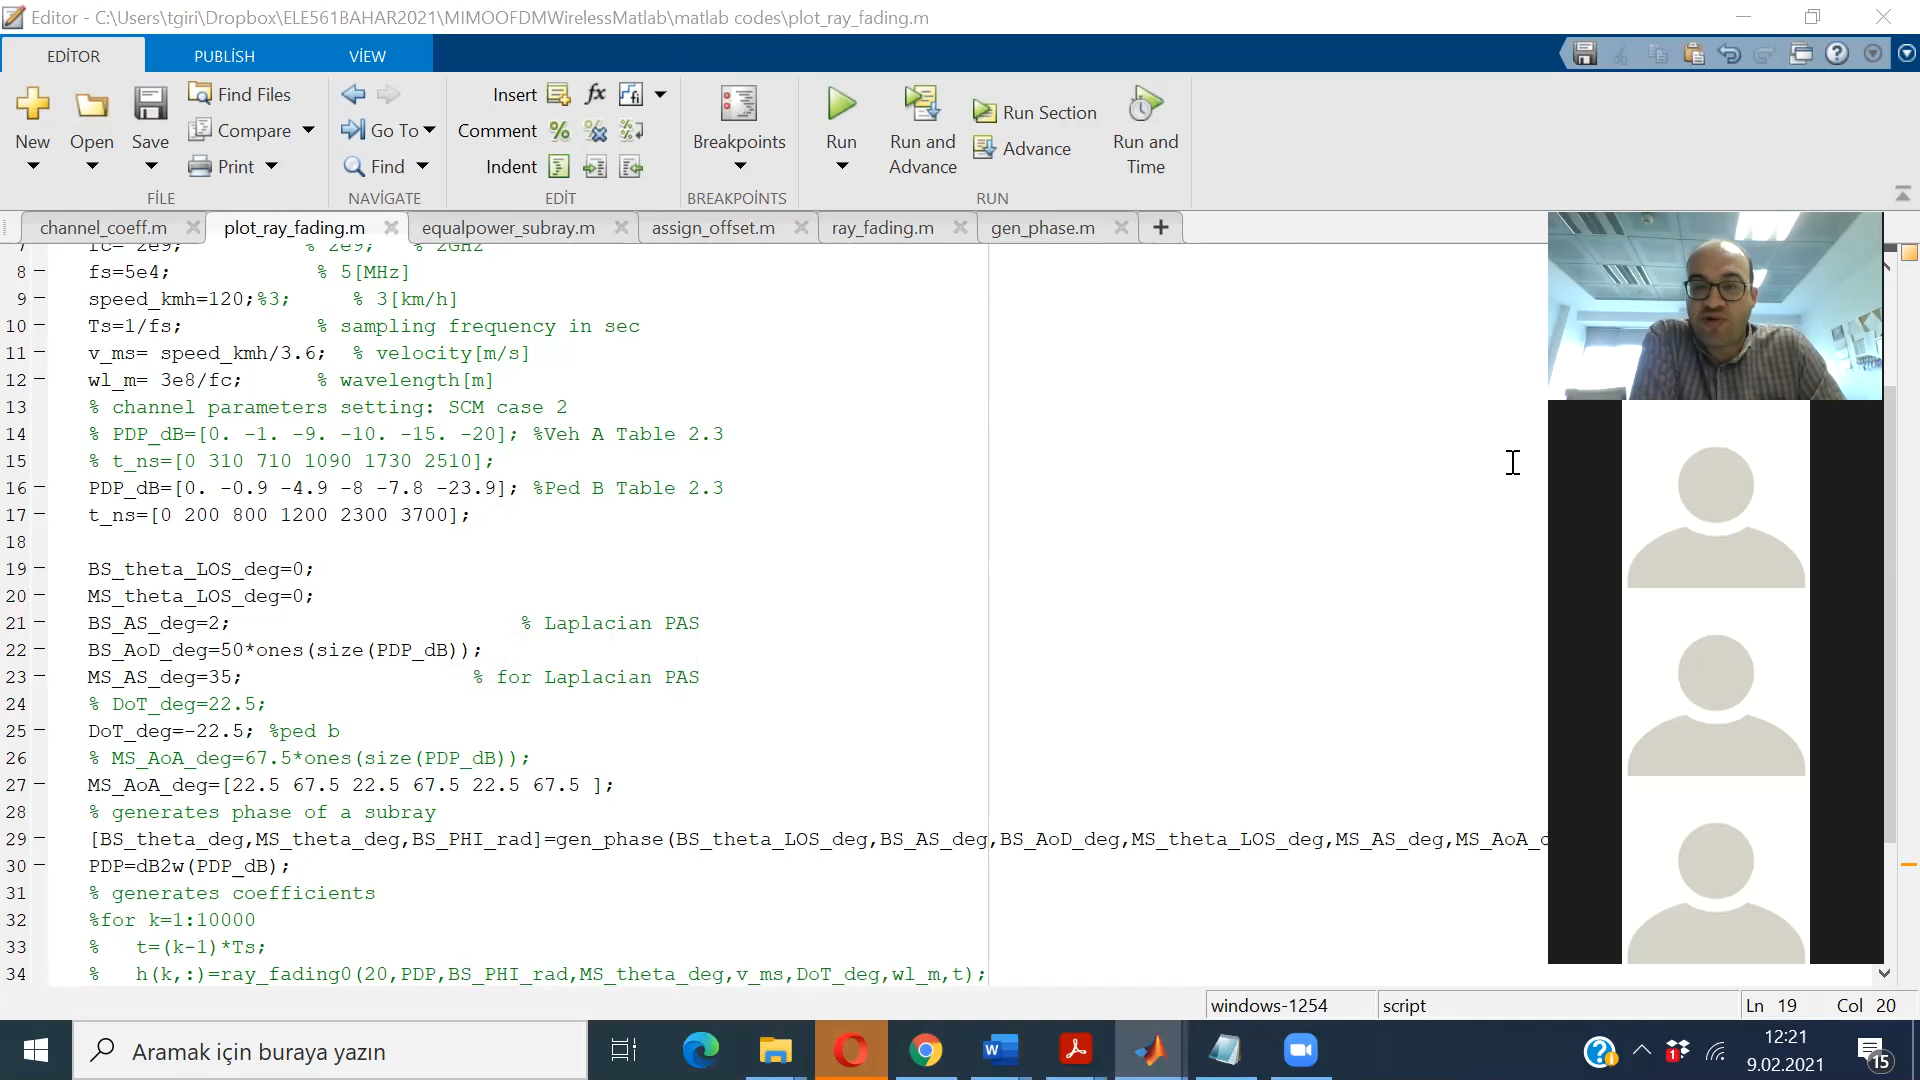 Editor - C:\Users\tgiri\Dropbox\ELE561BAHAR2021\MIMOOFDMWirelessMatlab\matlab codes\plot_ray_fading.m
EDİTOR PUBLİSH VİEW
New Open Save Find Files Compare Print
Go To Find
Insert fx Comment Indent
Breakpoints
Run Run and Advance Run Section Advance Run and Time
FİLE NAVİGATE EDİT BREAKPOİNTS RUN
channel_coeff.m plot_ray_fading.m equalpower_subray.m assign_offset.m ray_fading.m gen_phase.m
7 fc= 2e9; % 2e9; % 2GHz
8 fs=5e4; % 5[MHz]
9 speed_kmh=120;%3; % 3[km/h]
10 Ts=1/fs; % sampling frequency in sec
11 v_ms= speed_kmh/3.6; % velocity[m/s]
12 wl_m= 3e8/fc; % wavelength[m]
13 % channel parameters setting: SCM case 2
14 % PDP_dB=[0. -1. -9. -10. -15. -20]; %Veh A Table 2.3
15 % t_ns=[0 310 710 1090 1730 2510];
16 PDP_dB=[0. -0.9 -4.9 -8 -7.8 -23.9]; %Ped B Table 2.3
17 t_ns=[0 200 800 1200 2300 3700];
18
19 BS_theta_LOS_deg=0;
20 MS_theta_LOS_deg=0;
21 BS_AS_deg=2; % Laplacian PAS
22 BS_AoD_deg=50*ones(size(PDP_dB));
23 MS_AS_deg=35; % for Laplacian PAS
24 % DoT_deg=22.5;
25 DoT_deg=-22.5; %ped b
26 % MS_AoA_deg=67.5*ones(size(PDP_dB));
27 MS_AoA_deg=[22.5 67.5 22.5 67.5 22.5 67.5 ];
28 % generates phase of a subray
29 [BS_theta_deg,MS_theta_deg,BS_PHI_rad]=gen_phase(BS_theta_LOS_deg,BS_AS_deg,BS_AoD_deg,MS_theta_LOS_deg,MS_AS_deg,MS_AoA_d
30 PDP=dB2w(PDP_dB);
31 % generates coefficients
32 %for k=1:10000
33 % t=(k-1)*Ts;
34 % h(k,:)=ray_fading0(20,PDP,BS_PHI_rad,MS_theta_deg,v_ms,DoT_deg,wl_m,t);
windows-1254 script Ln 19 Col 20
Aramak için buraya yazın
12:21
9.02.2021
1
15